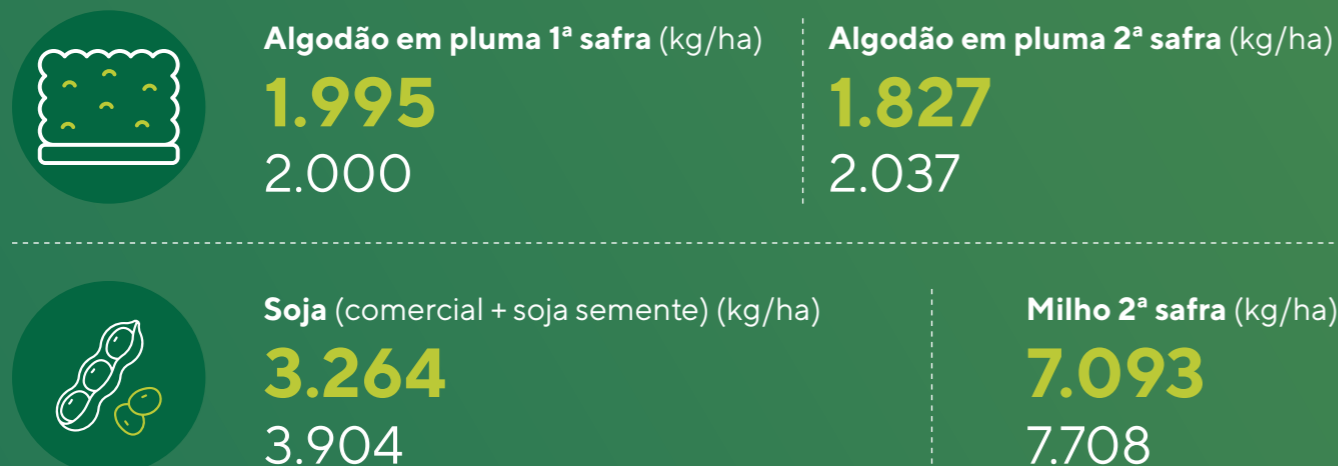 Algodão em pluma 1ª safra (kg/ha)
1.995
2.000
Algodão em pluma 2ª safra (kg/ha)
1.827
2.037
Soja (comercial + soja semente) (kg/ha)
3.264
3.904
Milho 2ª safra (kg/ha)
7.093
7.708